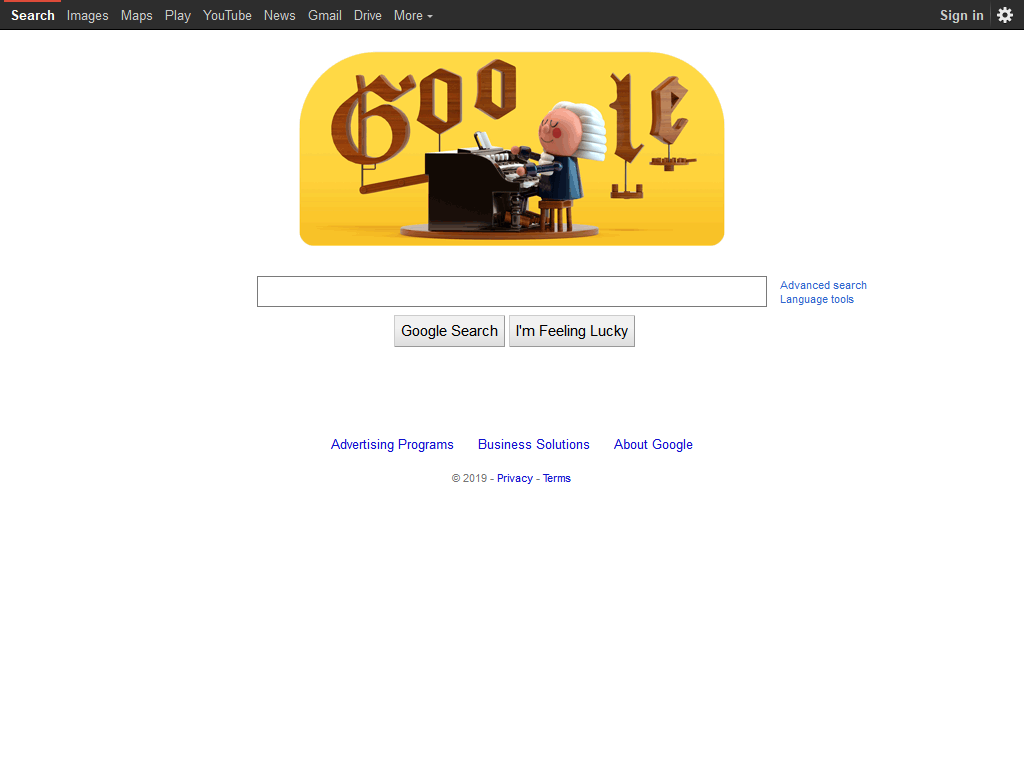 Search Images Maps Play YouTube News Gmail Drive More Sign in
Google
Advanced search
Language tools
Google Search I'm Feeling Lucky
Advertising Programs Business Solutions About Google
© 2019 - Privacy - Terms